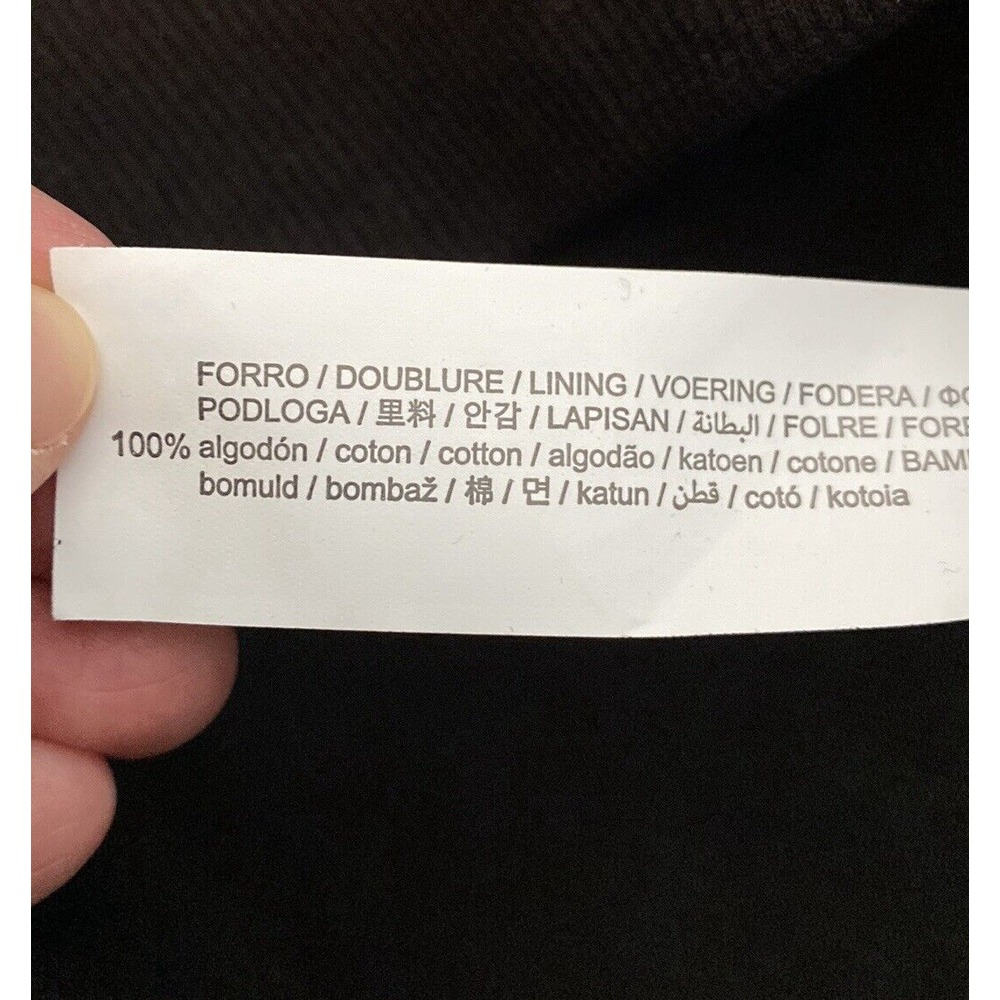 FORRO / DOUBLURE / LINING / VOERING / FODERA /
PODLOGA / 里料 / 안감 / LAPISAN / البطانة / FOLRE /
100% algodón / coton / cotton / algodão / katoen / cotone /
bomuld / bombaž / 棉 / 면 / katun / قطن / cotó / kotoia